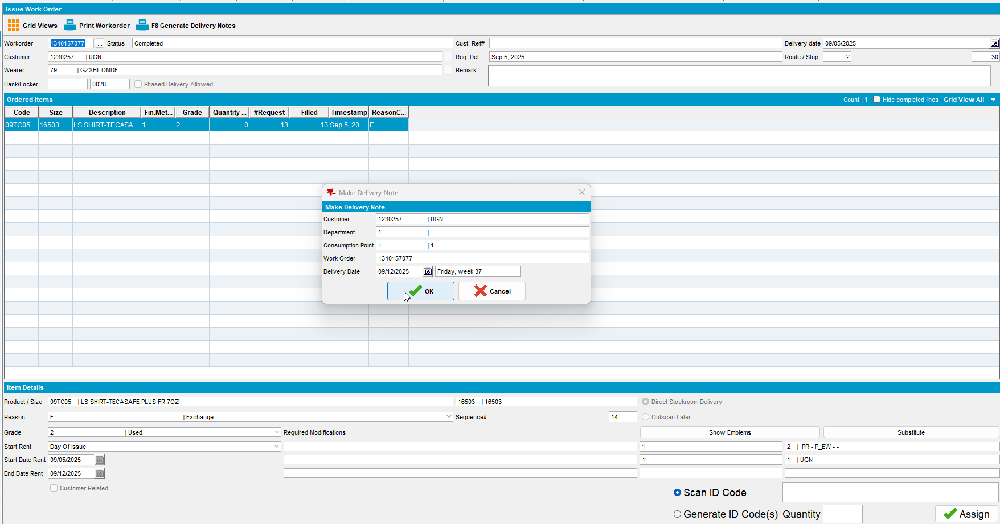 Issue Work Order
Grid Views Print Workorder F8 Generate Delivery Notes
Workorder 1340157077 ... Status Completed Cust. Ref# Delivery date 09/05/2025 16
Customer 1230257 | UGN ... Req. Del. Sep 5, 2025 Route / Stop 2 30
Wearer 79 | GZXBILOMDE ... Remark
Bank/Locker 0028 Phased Delivery Allowed
Ordered Items Count : 1 Hide completed lines Grid View All
Code Size Description Fin.Met... Grade Quantity ... #Request Filled Timestamp ReasonC...
09TC05 16503 LS SHIRT-TECASA... 1 2 0 13 13 Sep 5, 20... E
Make Delivery Note
Make Delivery Note
Customer 1230257 | UGN
Department 1 | -
Consumption Point 1 | 1
Work Order 1340157077
Delivery Date 09/12/2025 16 Friday, week 37
OK Cancel
Item Details
Product / Size 09TC05 | LS SHIRT-TECASAFE PLUS FR 7OZ 16503 | 16503 Direct Stockroom Delivery
Reason E | Exchange Sequence# 14 Outscan Later
Grade 2 | Used Required Modifications Show Emblems Substitute
Start Rent Day Of Issue 1 2 | PR - P_EW - -
Start Date Rent 09/05/2025 16 1 1 | UGN
End Date Rent 09/12/2025 16
Customer Related
Scan ID Code
Generate ID Code(s) Quantity Assign